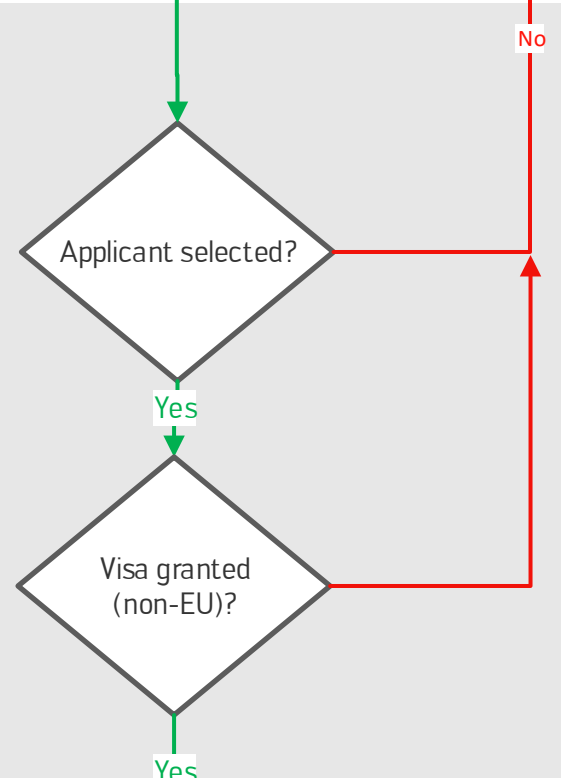 No
Applicant selected?
Yes
Visa granted
(non-EU)?
Yes